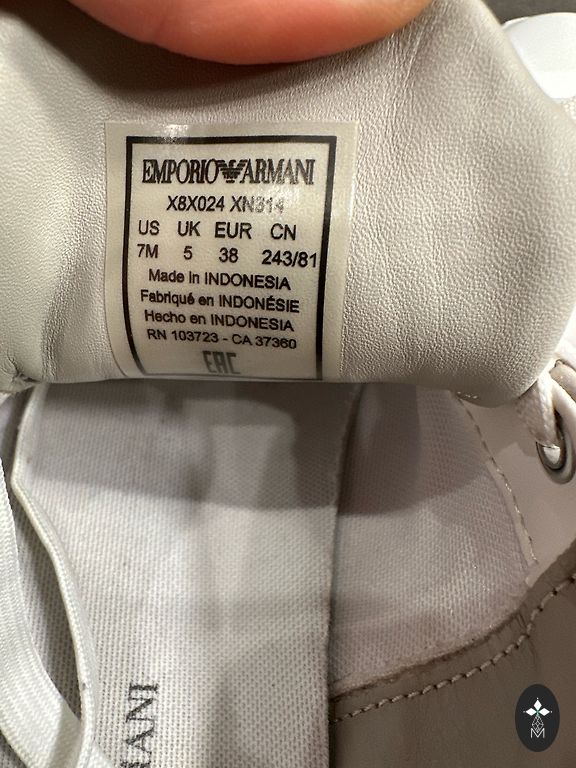 EMPORIO ARMANI
X8X024 XN314
US UK EUR CN
7M 5 38 243/81
Made in INDONESIA
Fabriqué en INDONÉSIE
Hecho en INDONESIA
RN 103723 - CA 37360
EAC
MANI
M